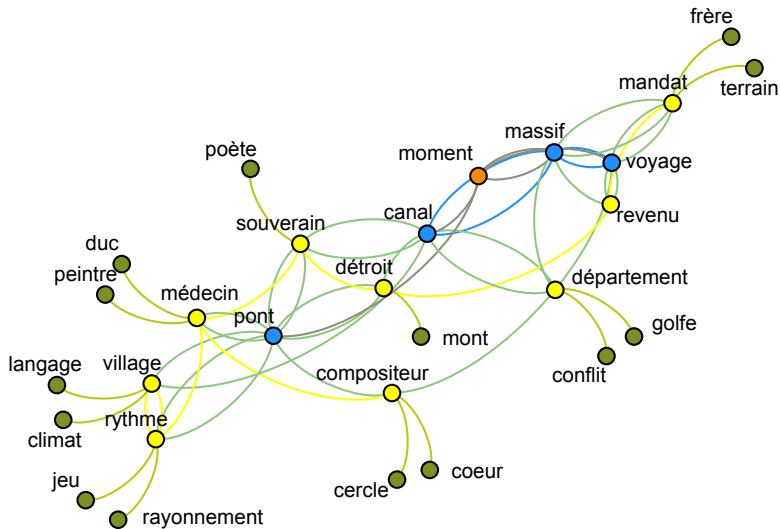 frère
mandat
terrain
massif
poète
moment
voyage
souverain
canal
revenu
duc
détroit
département
peintre
médecin
pont
mont
golfe
langage
village
compositeur
conflit
climat
rythme
jeu
cercle
coeur
rayonnement